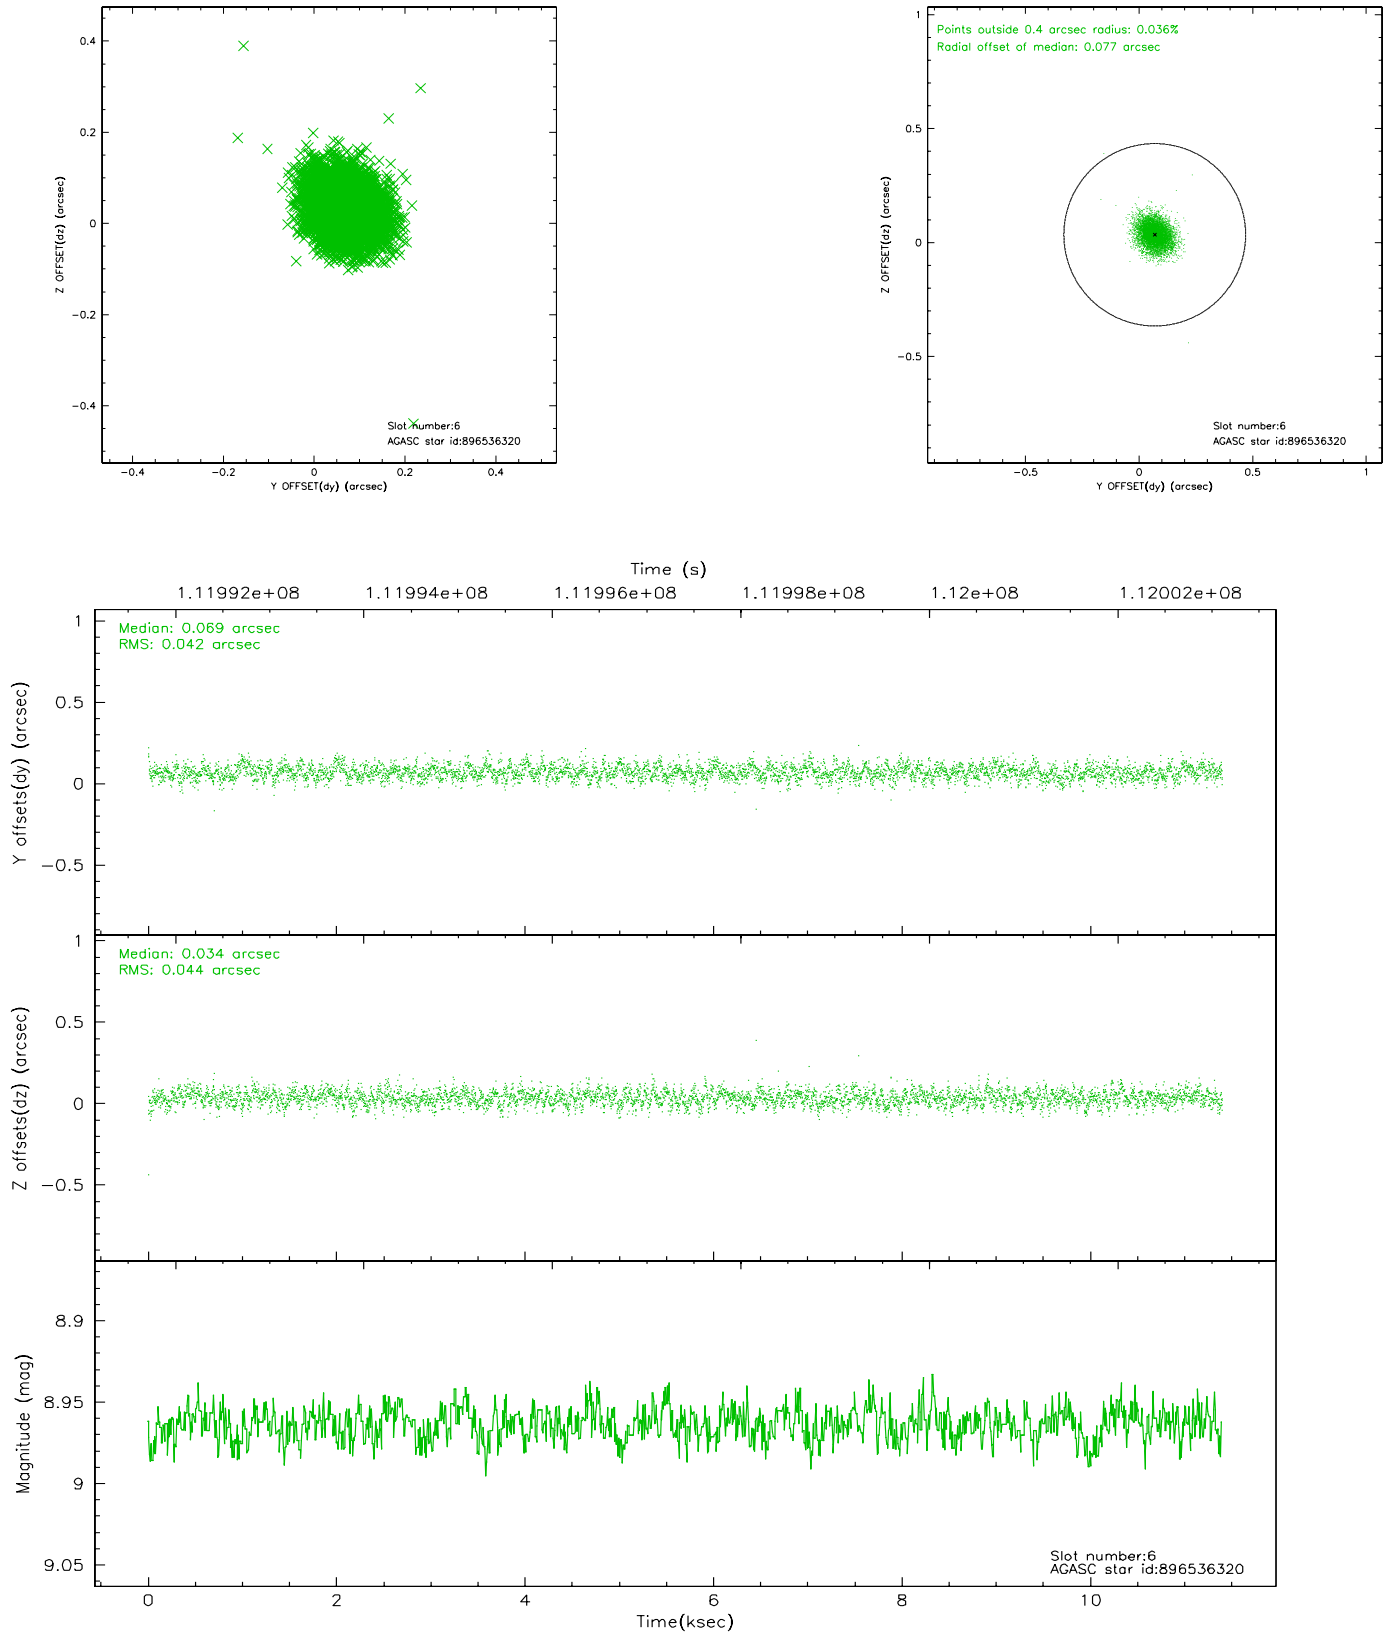 0.4
0.2
0
−0.2
−0.4
Z OFFSET(dz) (arcsec)
Slot number:6
AGASC star id:896536320
−0.4
−0.2
0
0.2
0.4
Y OFFSET(dy) (arcsec)
Points outside 0.4 arcsec radius: 0.036%
Radial offset of median: 0.077 arcsec
1
0.5
0
−0.5
Z OFFSET(dz) (arcsec)
Slot number:6
AGASC star id:896536320
−0.5
0
0.5
1
Y OFFSET(dy) (arcsec)
Time (s)
1.11992e+08
1.11994e+08
1.11996e+08
1.11998e+08
1.12e+08
1.12002e+08
Median: 0.069 arcsec
RMS: 0.042 arcsec
1
0.5
0
−0.5
Y offsets(dy) (arcsec)
Median: 0.034 arcsec
RMS: 0.044 arcsec
1
0.5
0
−0.5
Z offsets(dz) (arcsec)
8.9
8.95
9
9.05
Magnitude (mag)
Slot number:6
AGASC star id:896536320
0
2
4
6
8
10
Time(ksec)